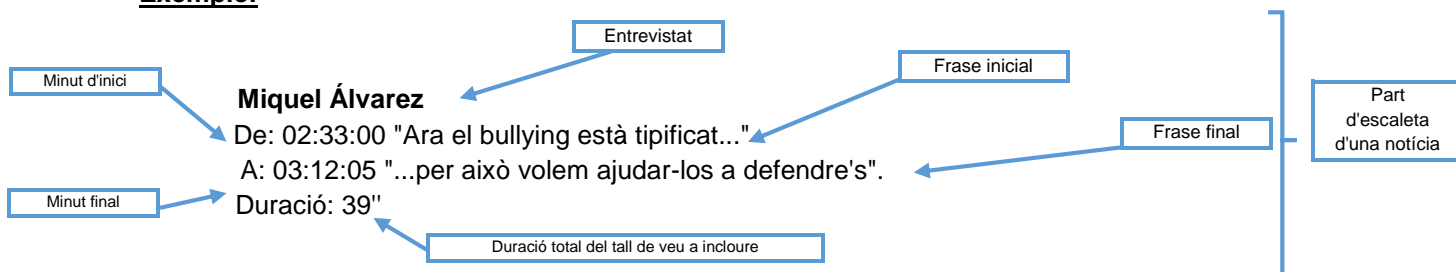 Exemple:
Entrevistat
Minut d'inici
Frase inicial
Miquel Álvarez
De: 02:33:00 "Ara el bullying està tipificat..."
Frase final
A: 03:12:05 "...per això volem ajudar-los a defendre's".
Minut final
Duració: 39''
Duració total del tall de veu a incloure
Part
d'escaleta
d'una notícia